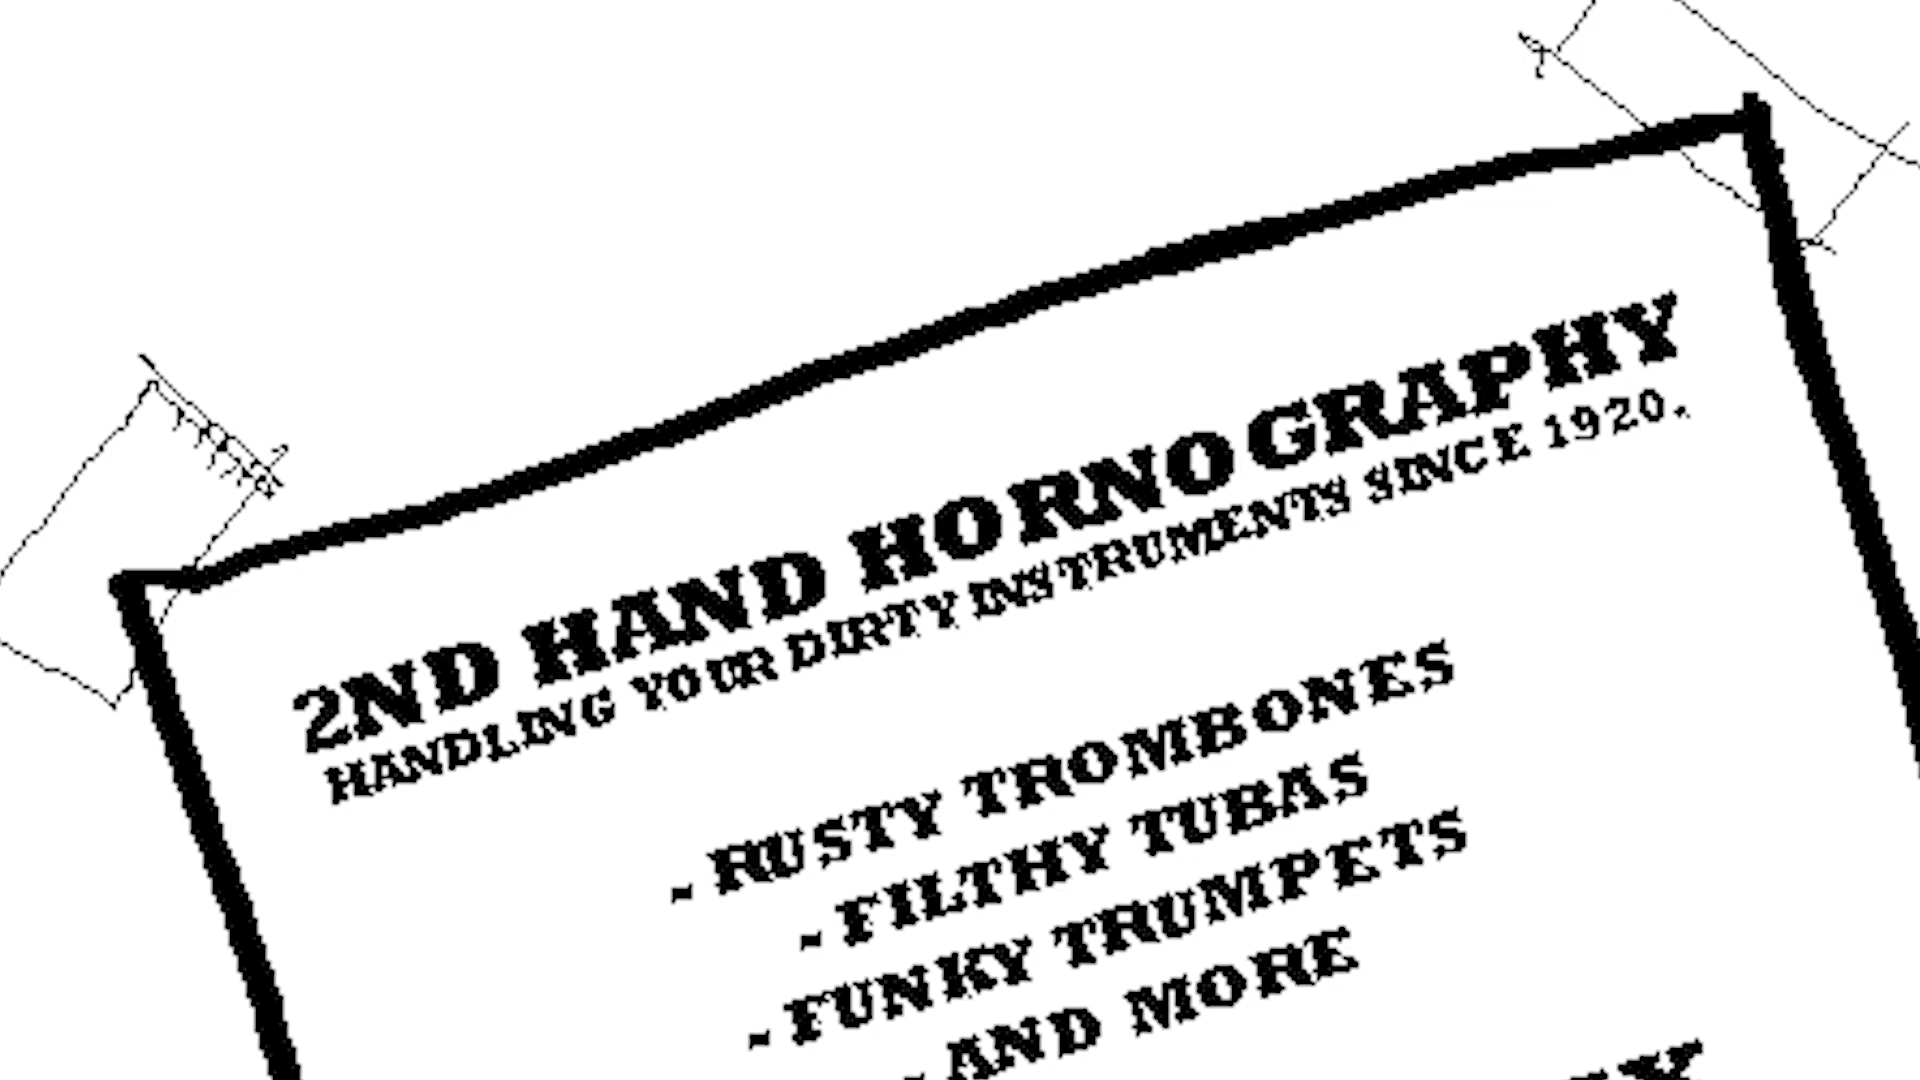 2ND HAND HORNOGRAPHY
HANDLING YOUR DIRTY INSTRUMENTS SINCE 1920.
- RUSTY TROMBONES
- FILTHY TUBAS
- FUNKY TRUMPETS
- AND MORE